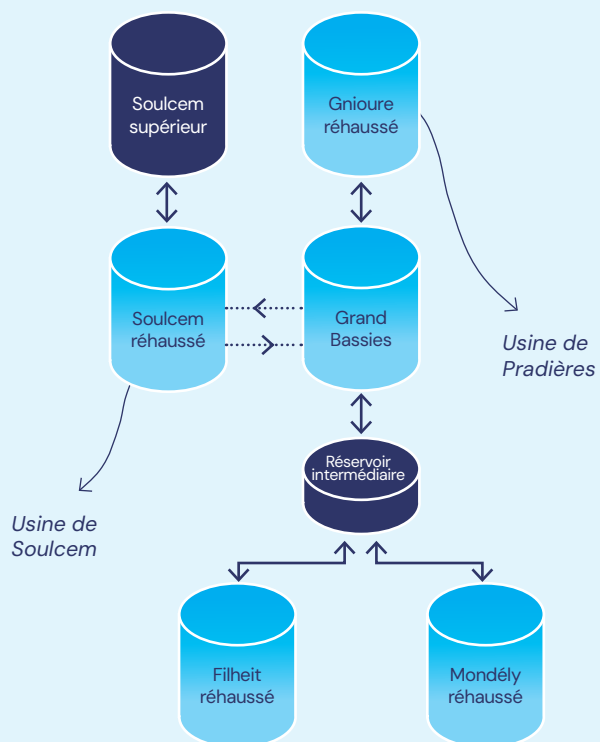 Soulcem
supérieur
Gnioure
réhaussé
Soulcem
réhaussé
Grand
Bassies
Usine de
Pradières
Réservoir
intermédiaire
Usine de
Soulcem
Filheit
réhaussé
Mondély
réhaussé